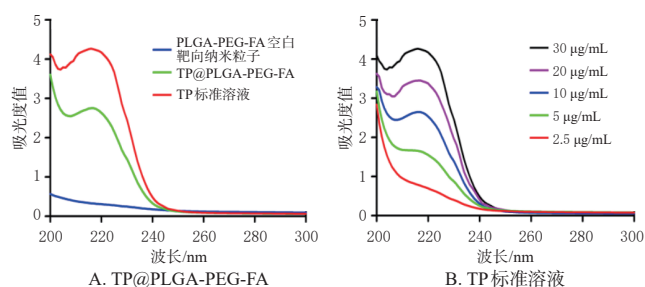 5
4
3
2
1
0
吸光度值
200
220
240
260
280
300
波长/nm
PLGA-PEG-FA空白
靶向纳米粒子
TP@PLGA-PEG-FA
TP标准溶液
A. TP@PLGA-PEG-FA
5
4
3
2
1
0
吸光度值
200
220
240
260
280
300
波长/nm
30 μg/mL
20 μg/mL
10 μg/mL
5 μg/mL
2.5 μg/mL
B. TP标准溶液